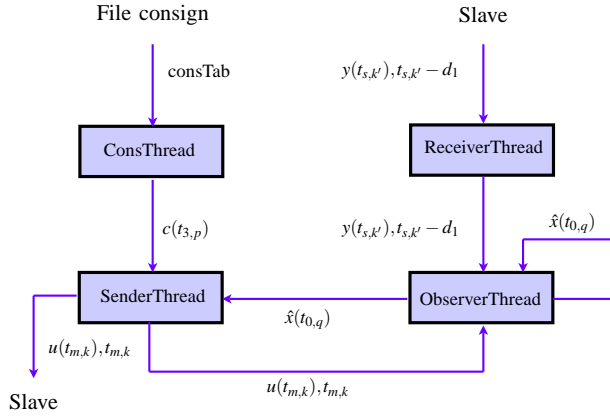 File consign
Slave
consTab
y(t_{s,k'}), t_{s,k'} − d_1
ConsThread
ReceiverThread
c(t_{3,p})
y(t_{s,k'}), t_{s,k'} − d_1
x̂(t_{0,q})
SenderThread
ObserverThread
x̂(t_{0,q})
u(t_{m,k}), t_{m,k}
u(t_{m,k}), t_{m,k}
Slave